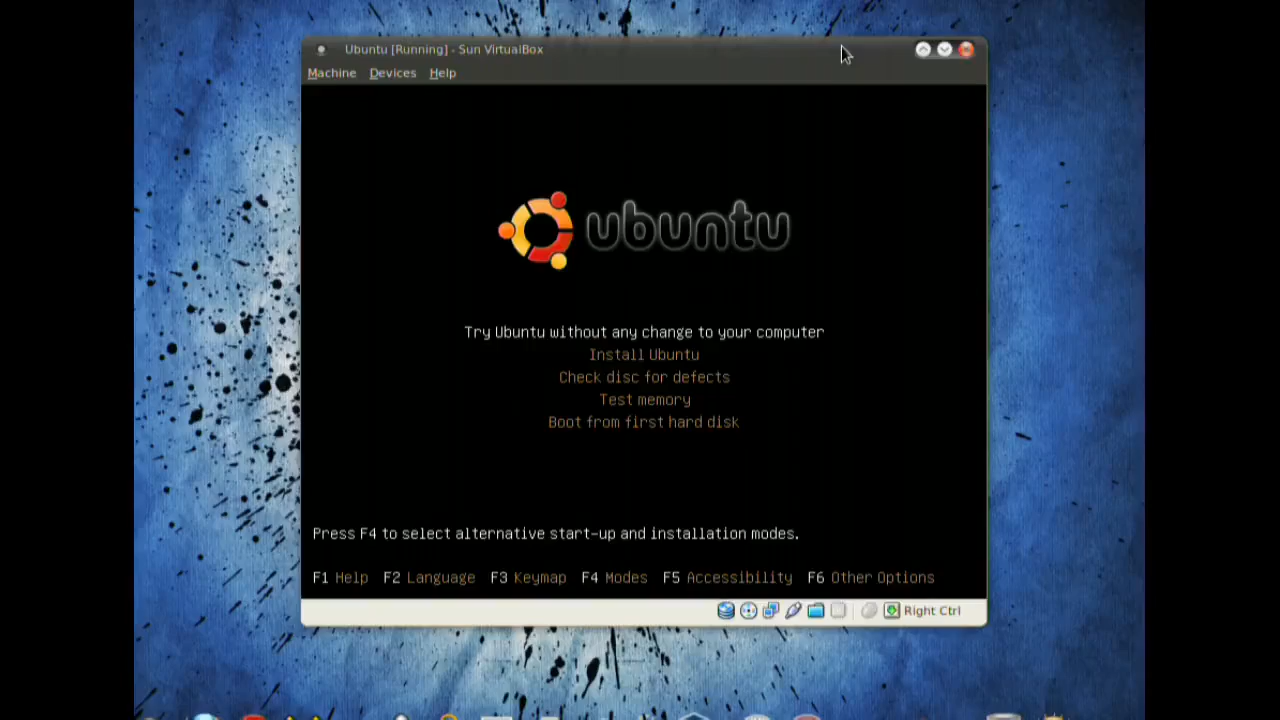 Ubuntu [Running] - Sun VirtualBox
Machine Devices Help
ubuntu
Try Ubuntu without any change to your computer
Install Ubuntu
Check disc for defects
Test memory
Boot from first hard disk
Press F4 to select alternative start-up and installation modes.
F1 Help F2 Language F3 Keymap F4 Modes F5 Accessibility F6 Other Options
Right Ctrl